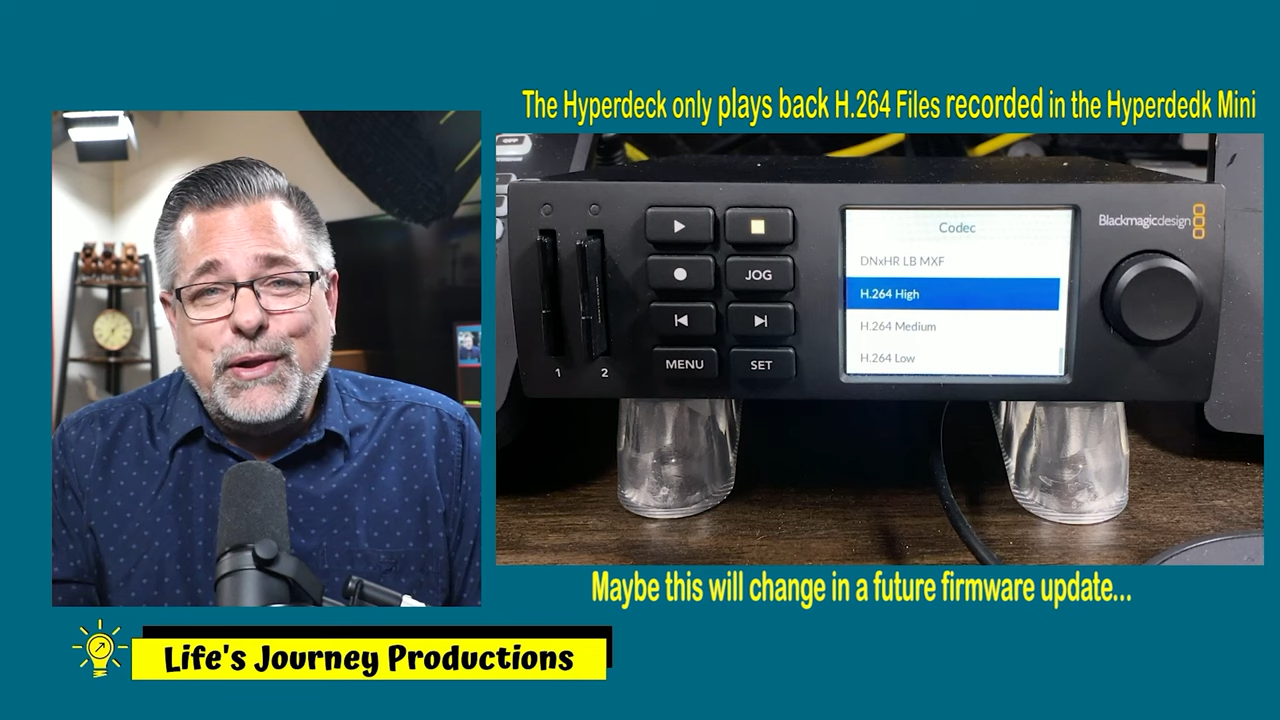 The Hyperdeck only plays back H.264 Files recorded in the Hyperdedk Mini
OFF
Codec
DNxHR LB MXF
H.264 High
H.264 Medium
H.264 Low
Blackmagicdesign
JOG
MENU
SET
1
2
Maybe this will change in a future firmware update...
Life's Journey Productions